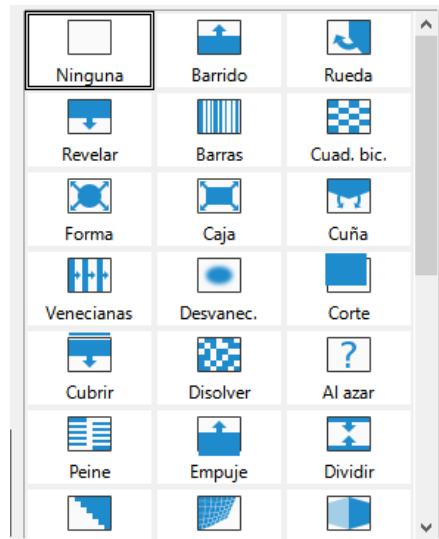 Ninguna Barrido Rueda
Revelar Barras Cuad. bic.
Forma Caja Cuña
Venecianas Desvanec. Corte
?
Cubrir Disolver Al azar
Peine Empuje Dividir